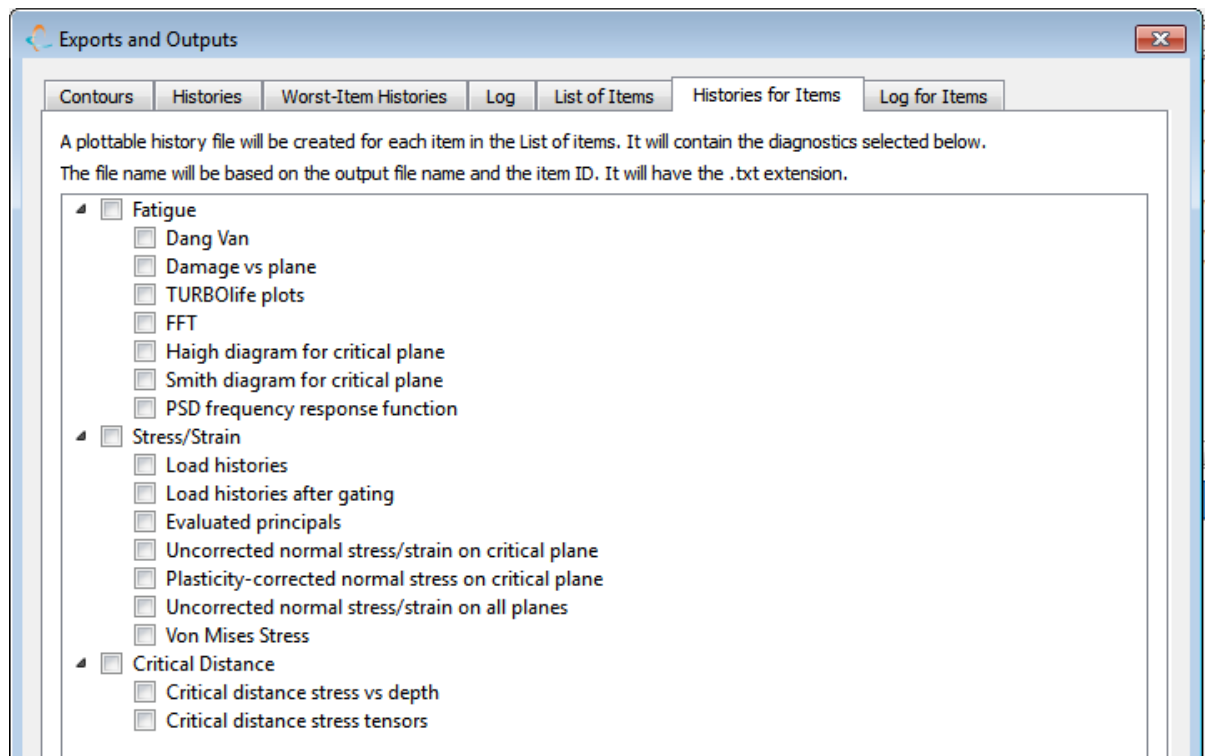 Exports and Outputs
Contours Histories Worst-Item Histories Log List of Items Histories for Items Log for Items
A plottable history file will be created for each item in the List of items. It will contain the diagnostics selected below.
The file name will be based on the output file name and the item ID. It will have the .txt extension.
Fatigue
Dang Van
Damage vs plane
TURBOlife plots
FFT
Haigh diagram for critical plane
Smith diagram for critical plane
PSD frequency response function
Stress/Strain
Load histories
Load histories after gating
Evaluated principals
Uncorrected normal stress/strain on critical plane
Plasticity-corrected normal stress on critical plane
Uncorrected normal stress/strain on all planes
Von Mises Stress
Critical Distance
Critical distance stress vs depth
Critical distance stress tensors